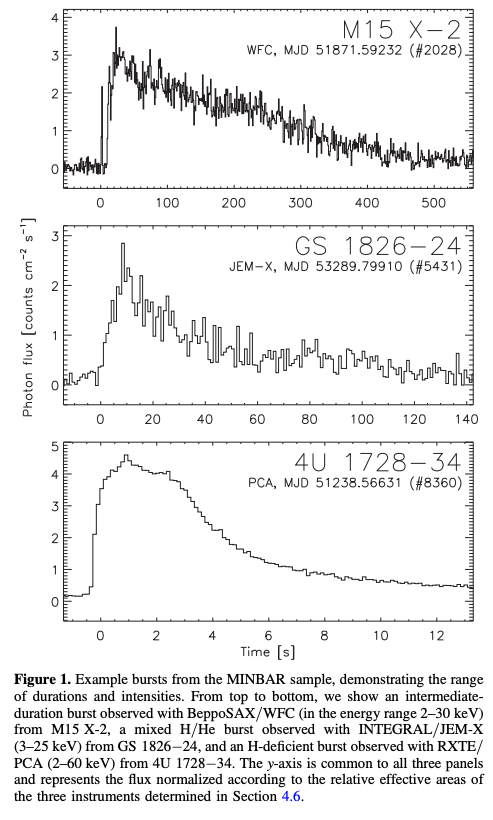 M15 X−2
WFC, MJD 51871.59232 (#2028)
4
3
2
1
0
0 100 200 300 400 500
GS 1826−24
JEM−X, MJD 53289.79910 (#5431)
3
2
1
0
0 20 40 60 80 100 120 140
Photon flux [counts cm⁻² s⁻¹]
4U 1728−34
PCA, MJD 51238.56631 (#8360)
5
4
3
2
1
0
0 2 4 6 8 10 12
Time [s]
Figure 1. Example bursts from the MINBAR sample, demonstrating the range
of durations and intensities. From top to bottom, we show an intermediate-
duration burst observed with BeppoSAX/WFC (in the energy range 2–30 keV)
from M15 X-2, a mixed H/He burst observed with INTEGRAL/JEM-X
(3–25 keV) from GS 1826−24, and an H-deficient burst observed with RXTE/
PCA (2–60 keV) from 4U 1728−34. The y-axis is common to all three panels
and represents the flux normalized according to the relative effective areas of
the three instruments determined in Section 4.6.